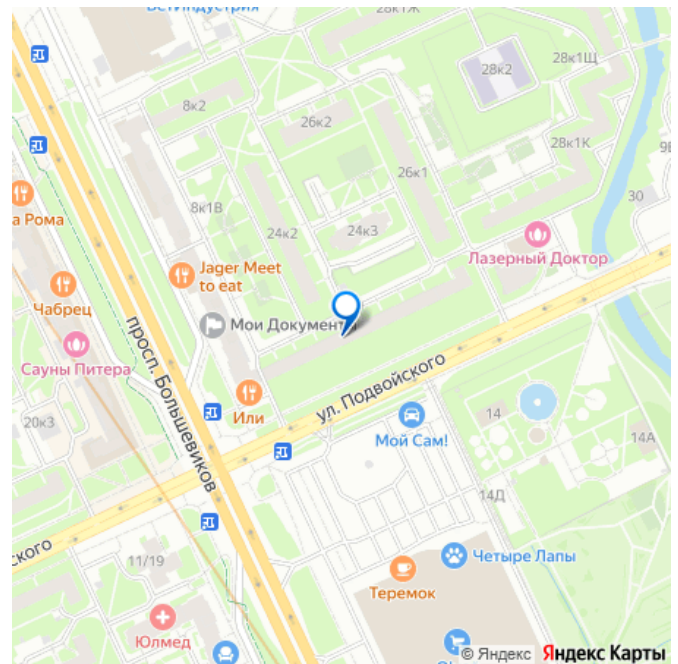 ВетИндустрия
28к1Ж
28к1Щ
28к2
8к2
26к2
28к1К
26к1
30
8к1В
а Рома
24к2
24к3
Лазерный Доктор
Jager Meet
to eat
Чабрец
Мои Документы
просп. Большевиков
Сауны Питера
Или
ул. Подвойского
20к3
14
Мой Сам!
14А
14Д
ского
11/19
Четыре Лапы
Теремок
Юлмед
© Яндекс Яндекс Карты